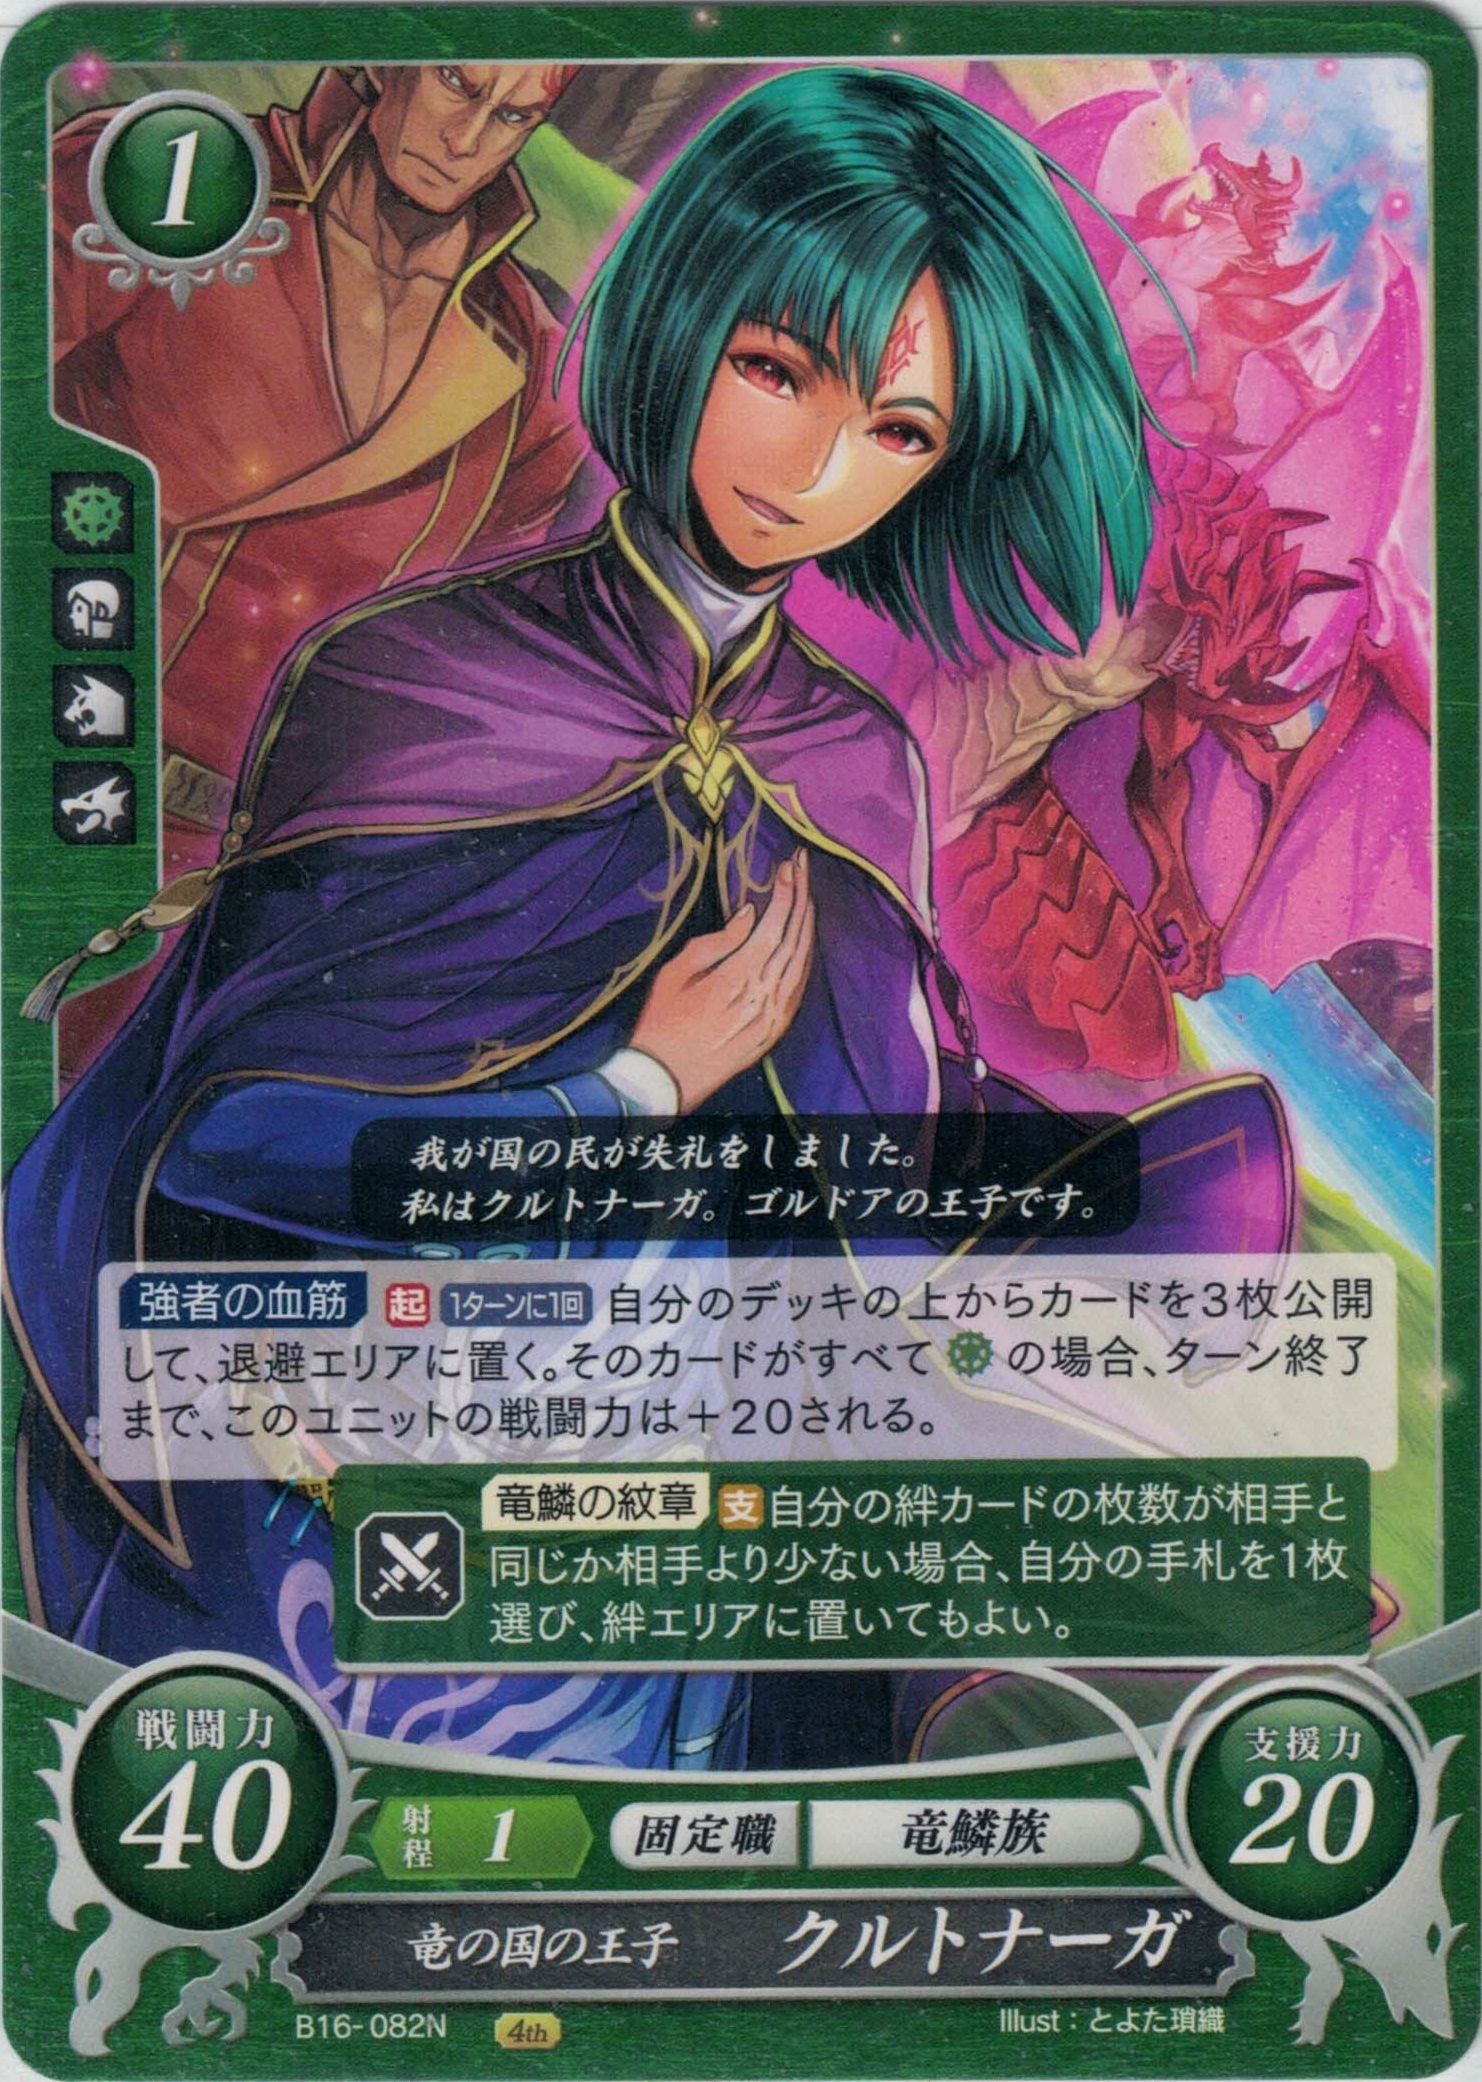 1
我が国の民が失礼をしました。
私はクルトナーガ。ゴルドアの王子です。
強者の血筋 起 1ターンに1回 自分のデッキの上からカードを3枚公開
して、退避エリアに置く。そのカードがすべて の場合、ターン終了
まで、このユニットの戦闘力は＋20される。
竜鱗の紋章 支 自分の絆カードの枚数が相手と
同じか相手より少ない場合、自分の手札を1枚
選び、絆エリアに置いてもよい。
戦闘力
40
射程 1
固定職 竜鱗族
支援力
20
竜の国の王子 クルトナーガ
B16-082N 4th Illust：とよた瑣織